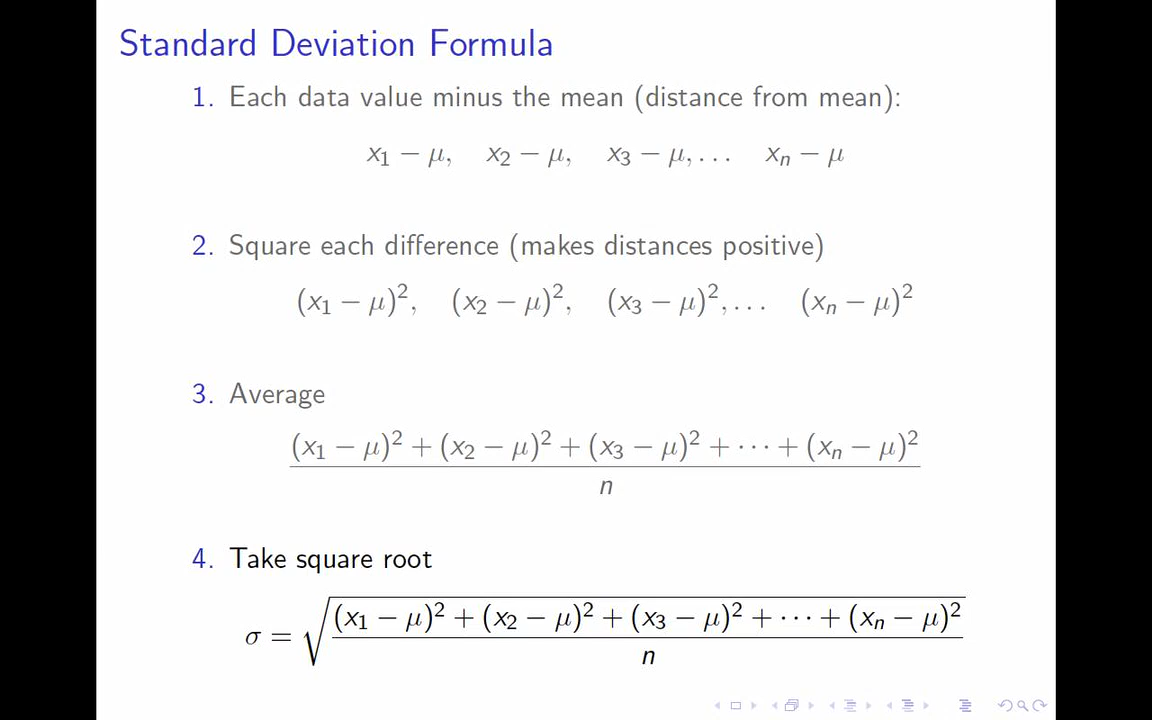 Standard Deviation Formula
1. Each data value minus the mean (distance from mean):
x₁ − μ, x₂ − μ, x₃ − μ, . . . xₙ − μ
2. Square each difference (makes distances positive)
(x₁ − μ)², (x₂ − μ)², (x₃ − μ)², . . . (xₙ − μ)²
3. Average
(x₁ − μ)² + (x₂ − μ)² + (x₃ − μ)² + · · · + (xₙ − μ)²
n
4. Take square root
σ = √(x₁ − μ)² + (x₂ − μ)² + (x₃ − μ)² + · · · + (xₙ − μ)²
n